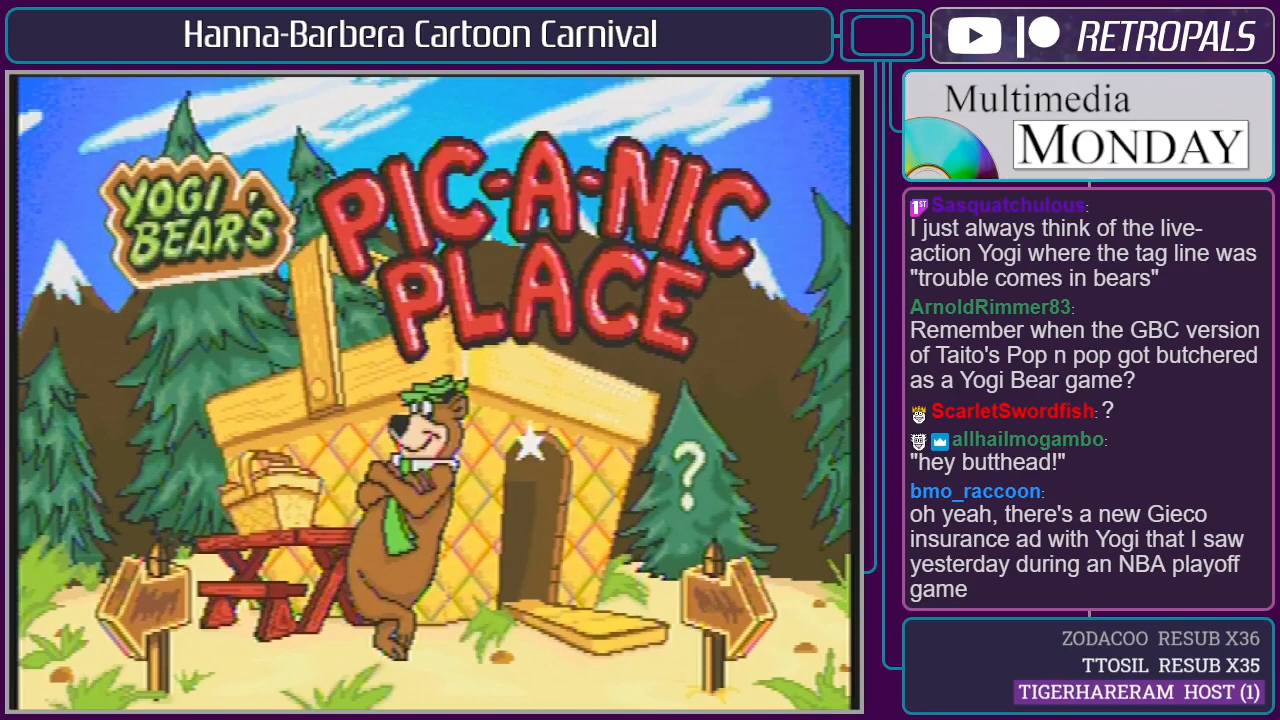 Hanna-Barbera Cartoon Carnival
RETROPALS
YOGI
BEAR'S
PIC-A-NIC
PLACE
?
Multimedia
MONDAY
1ST Sasquatchulous:
I just always think of the live-
action Yogi where the tag line was
"trouble comes in bears"
ArnoldRimmer83:
Remember when the GBC version
of Taito's Pop n pop got butchered
as a Yogi Bear game?
ScarletSwordfish: ?
allhailmogambo:
"hey butthead!"
bmo_raccoon:
oh yeah, there's a new Gieco
insurance ad with Yogi that I saw
yesterday during an NBA playoff
game
ZODACOO RESUB X36
TTOSIL RESUB X35
TIGERHARERAM HOST (1)